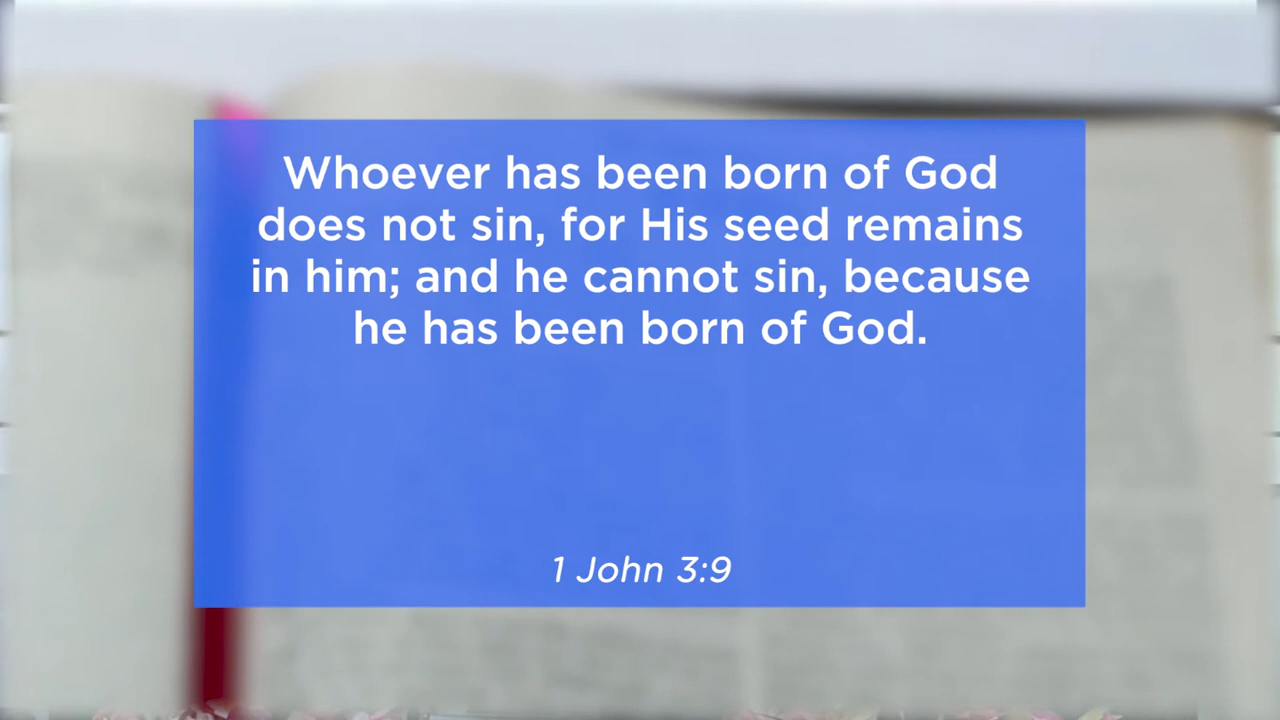 Whoever has been born of God
does not sin, for His seed remains
in him; and he cannot sin, because
he has been born of God.
1 John 3:9